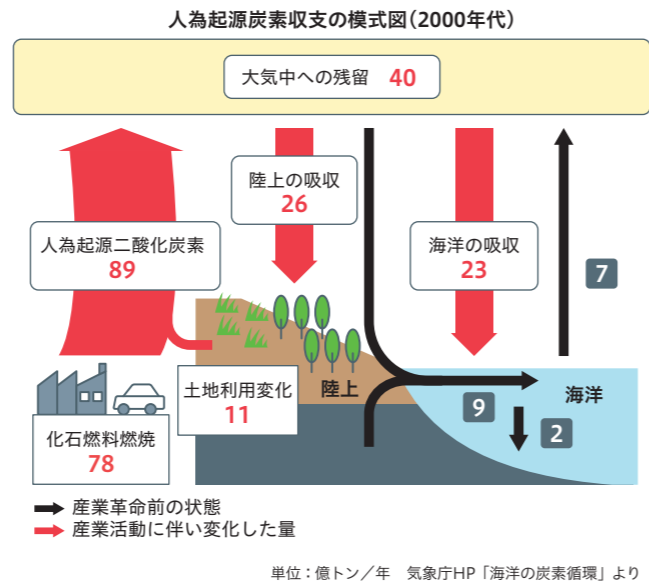 人為起源炭素収支の模式図（2000年代）
大気中への残留 40
陸上の吸収
26
人為起源二酸化炭素
89
海洋の吸収
23
7
土地利用変化
11
陸上
海洋
9
2
化石燃料燃焼
78
産業革命前の状態
産業活動に伴い変化した量
単位：億トン／年　気象庁HP「海洋の炭素循環」より